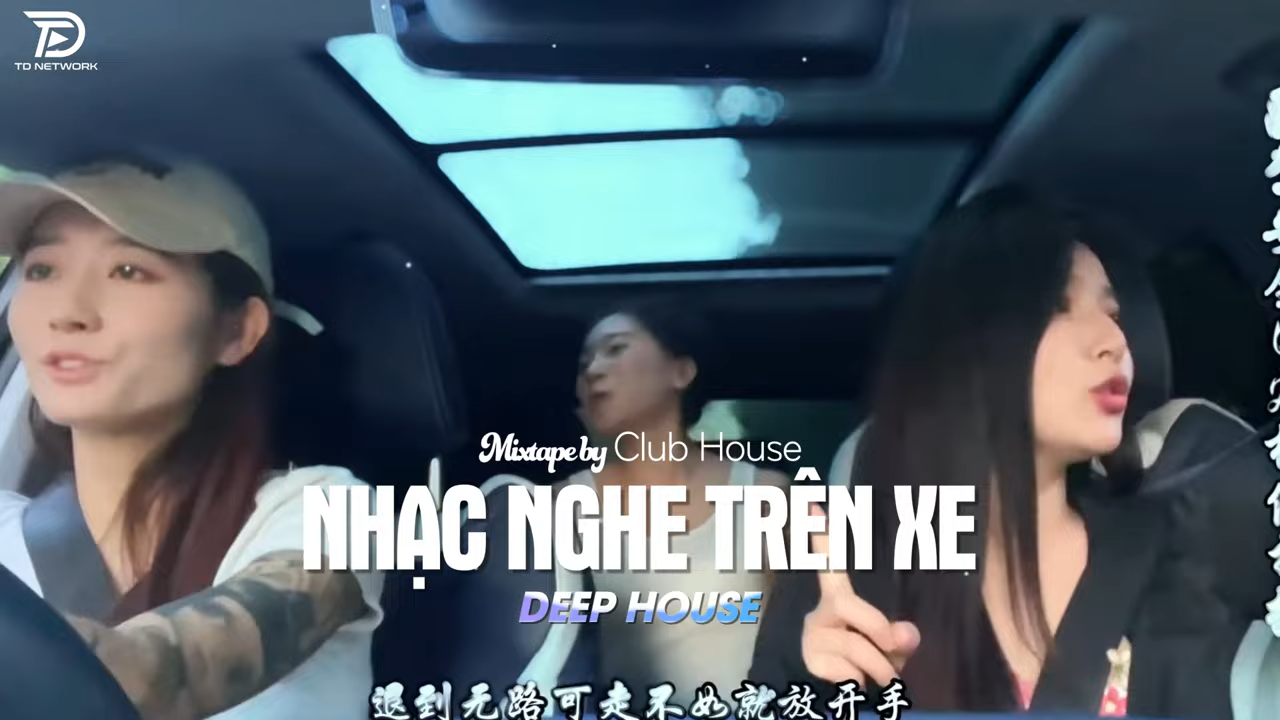 TD NETWORK
Mixtape by Club House
NHẠC NGHE TRÊN XE
DEEP HOUSE
退到无路可走不如就放开手